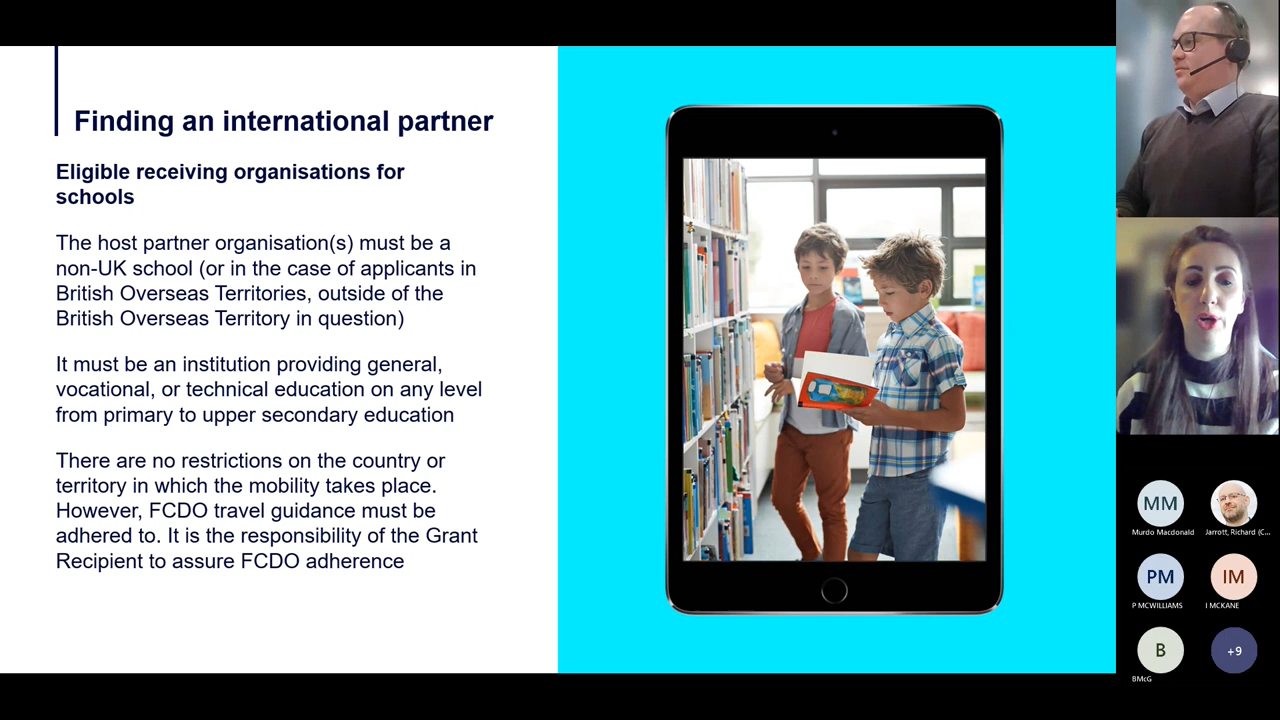 Finding an international partner
Eligible receiving organisations for
schools
The host partner organisation(s) must be a
non-UK school (or in the case of applicants in
British Overseas Territories, outside of the
British Overseas Territory in question)
It must be an institution providing general,
vocational, or technical education on any level
from primary to upper secondary education
There are no restrictions on the country or
territory in which the mobility takes place.
However, FCDO travel guidance must be
adhered to. It is the responsibility of the Grant
Recipient to assure FCDO adherence
MM
Murdo Macdonald
Jarrott, Richard (C...
PM
P MCWILLIAMS
IM
I MCKANE
B
BMcG
+9